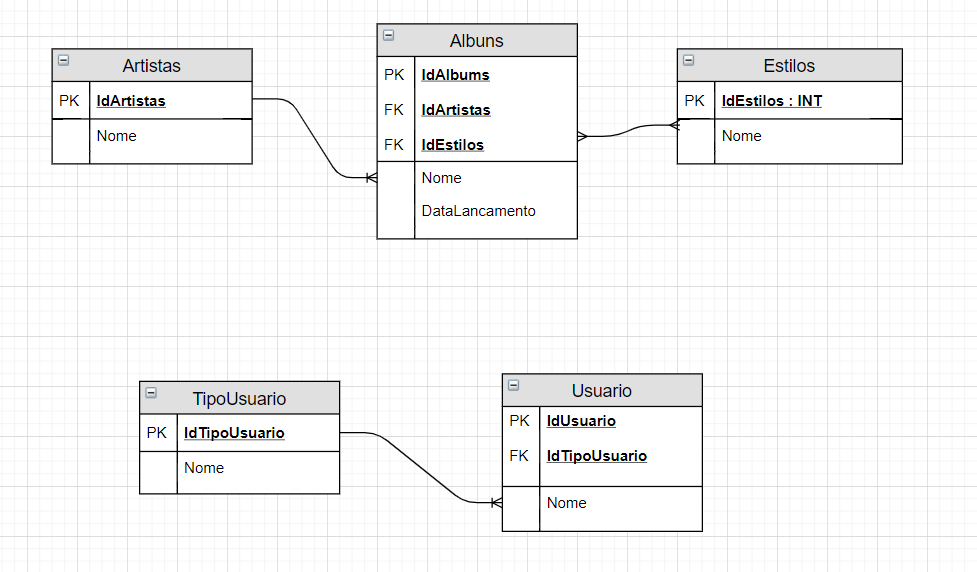 Artistas
PK IdArtistas
Nome
Albuns
PK IdAlbums
FK IdArtistas
FK IdEstilos
Nome
DataLancamento
Estilos
PK IdEstilos : INT
Nome
TipoUsuario
PK IdTipoUsuario
Nome
Usuario
PK IdUsuario
FK IdTipoUsuario
Nome